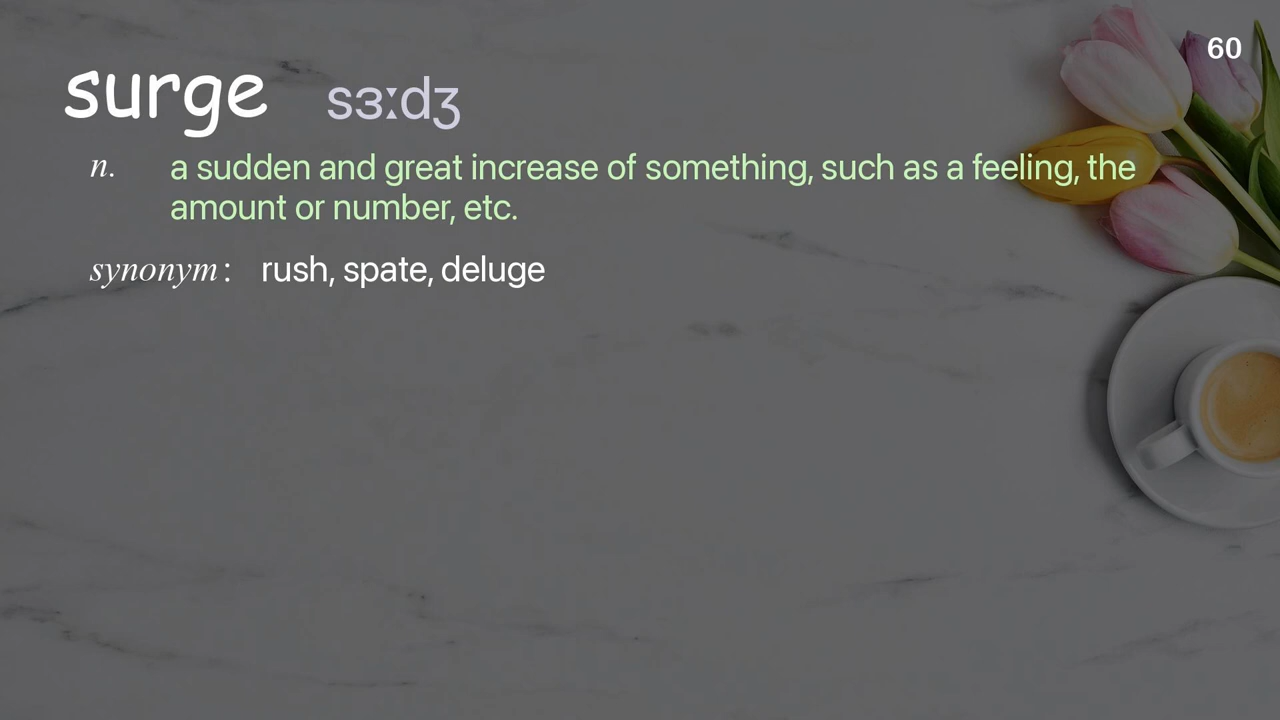 60
surge sɜːdʒ
n. a sudden and great increase of something, such as a feeling, the
amount or number, etc.
synonym: rush, spate, deluge